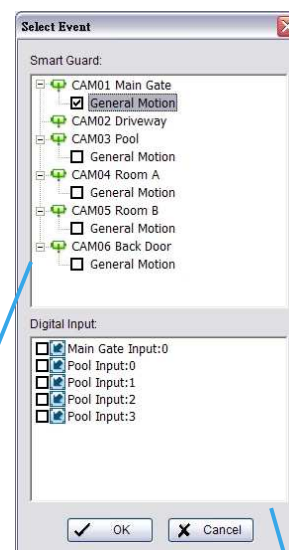 Select Event
Smart Guard:
CAM01 Main Gate
General Motion
CAM02 Driveway
CAM03 Pool
General Motion
CAM04 Room A
General Motion
CAM05 Room B
General Motion
CAM06 Back Door
General Motion
Digital Input:
Main Gate Input:0
Pool Input:0
Pool Input:1
Pool Input:2
Pool Input:3
OK Cancel